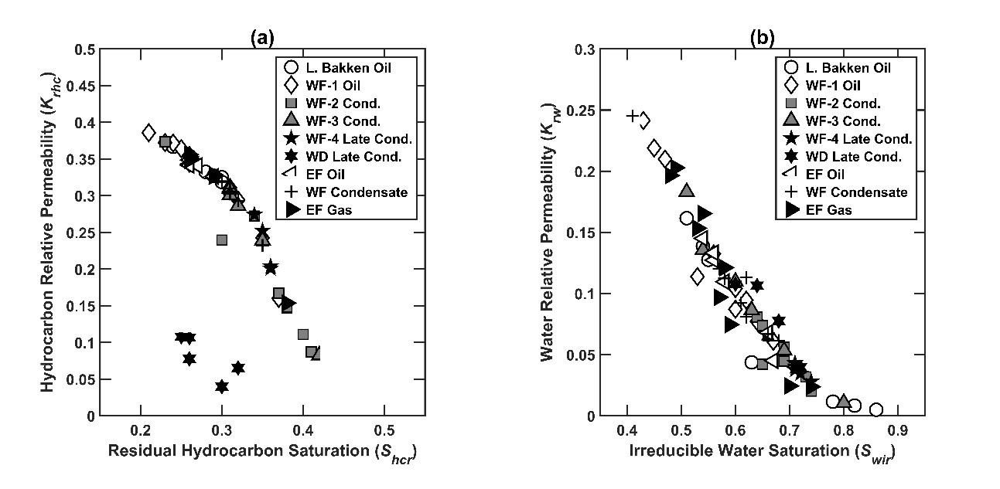 (a)
0.5
0.45
0.4
0.35
0.3
0.25
0.2
0.15
0.1
0.05
0
0.2 0.3 0.4 0.5
Hydrocarbon Relative Permeability (Krhc)
Residual Hydrocarbon Saturation (Shcr)
L. Bakken Oil
WF-1 Oil
WF-2 Cond.
WF-3 Cond.
WF-4 Late Cond.
WD Late Cond.
EF Oil
WF Condensate
EF Gas
(b)
0.3
0.25
0.2
0.15
0.1
0.05
0
0.4 0.5 0.6 0.7 0.8 0.9
Water Relative Permeability (Krw)
Irreducible Water Saturation (Swir)
L. Bakken Oil
WF-1 Oil
WF-2 Cond.
WF-3 Cond.
WF-4 Late Cond.
WD Late Cond.
EF Oil
WF Condensate
EF Gas